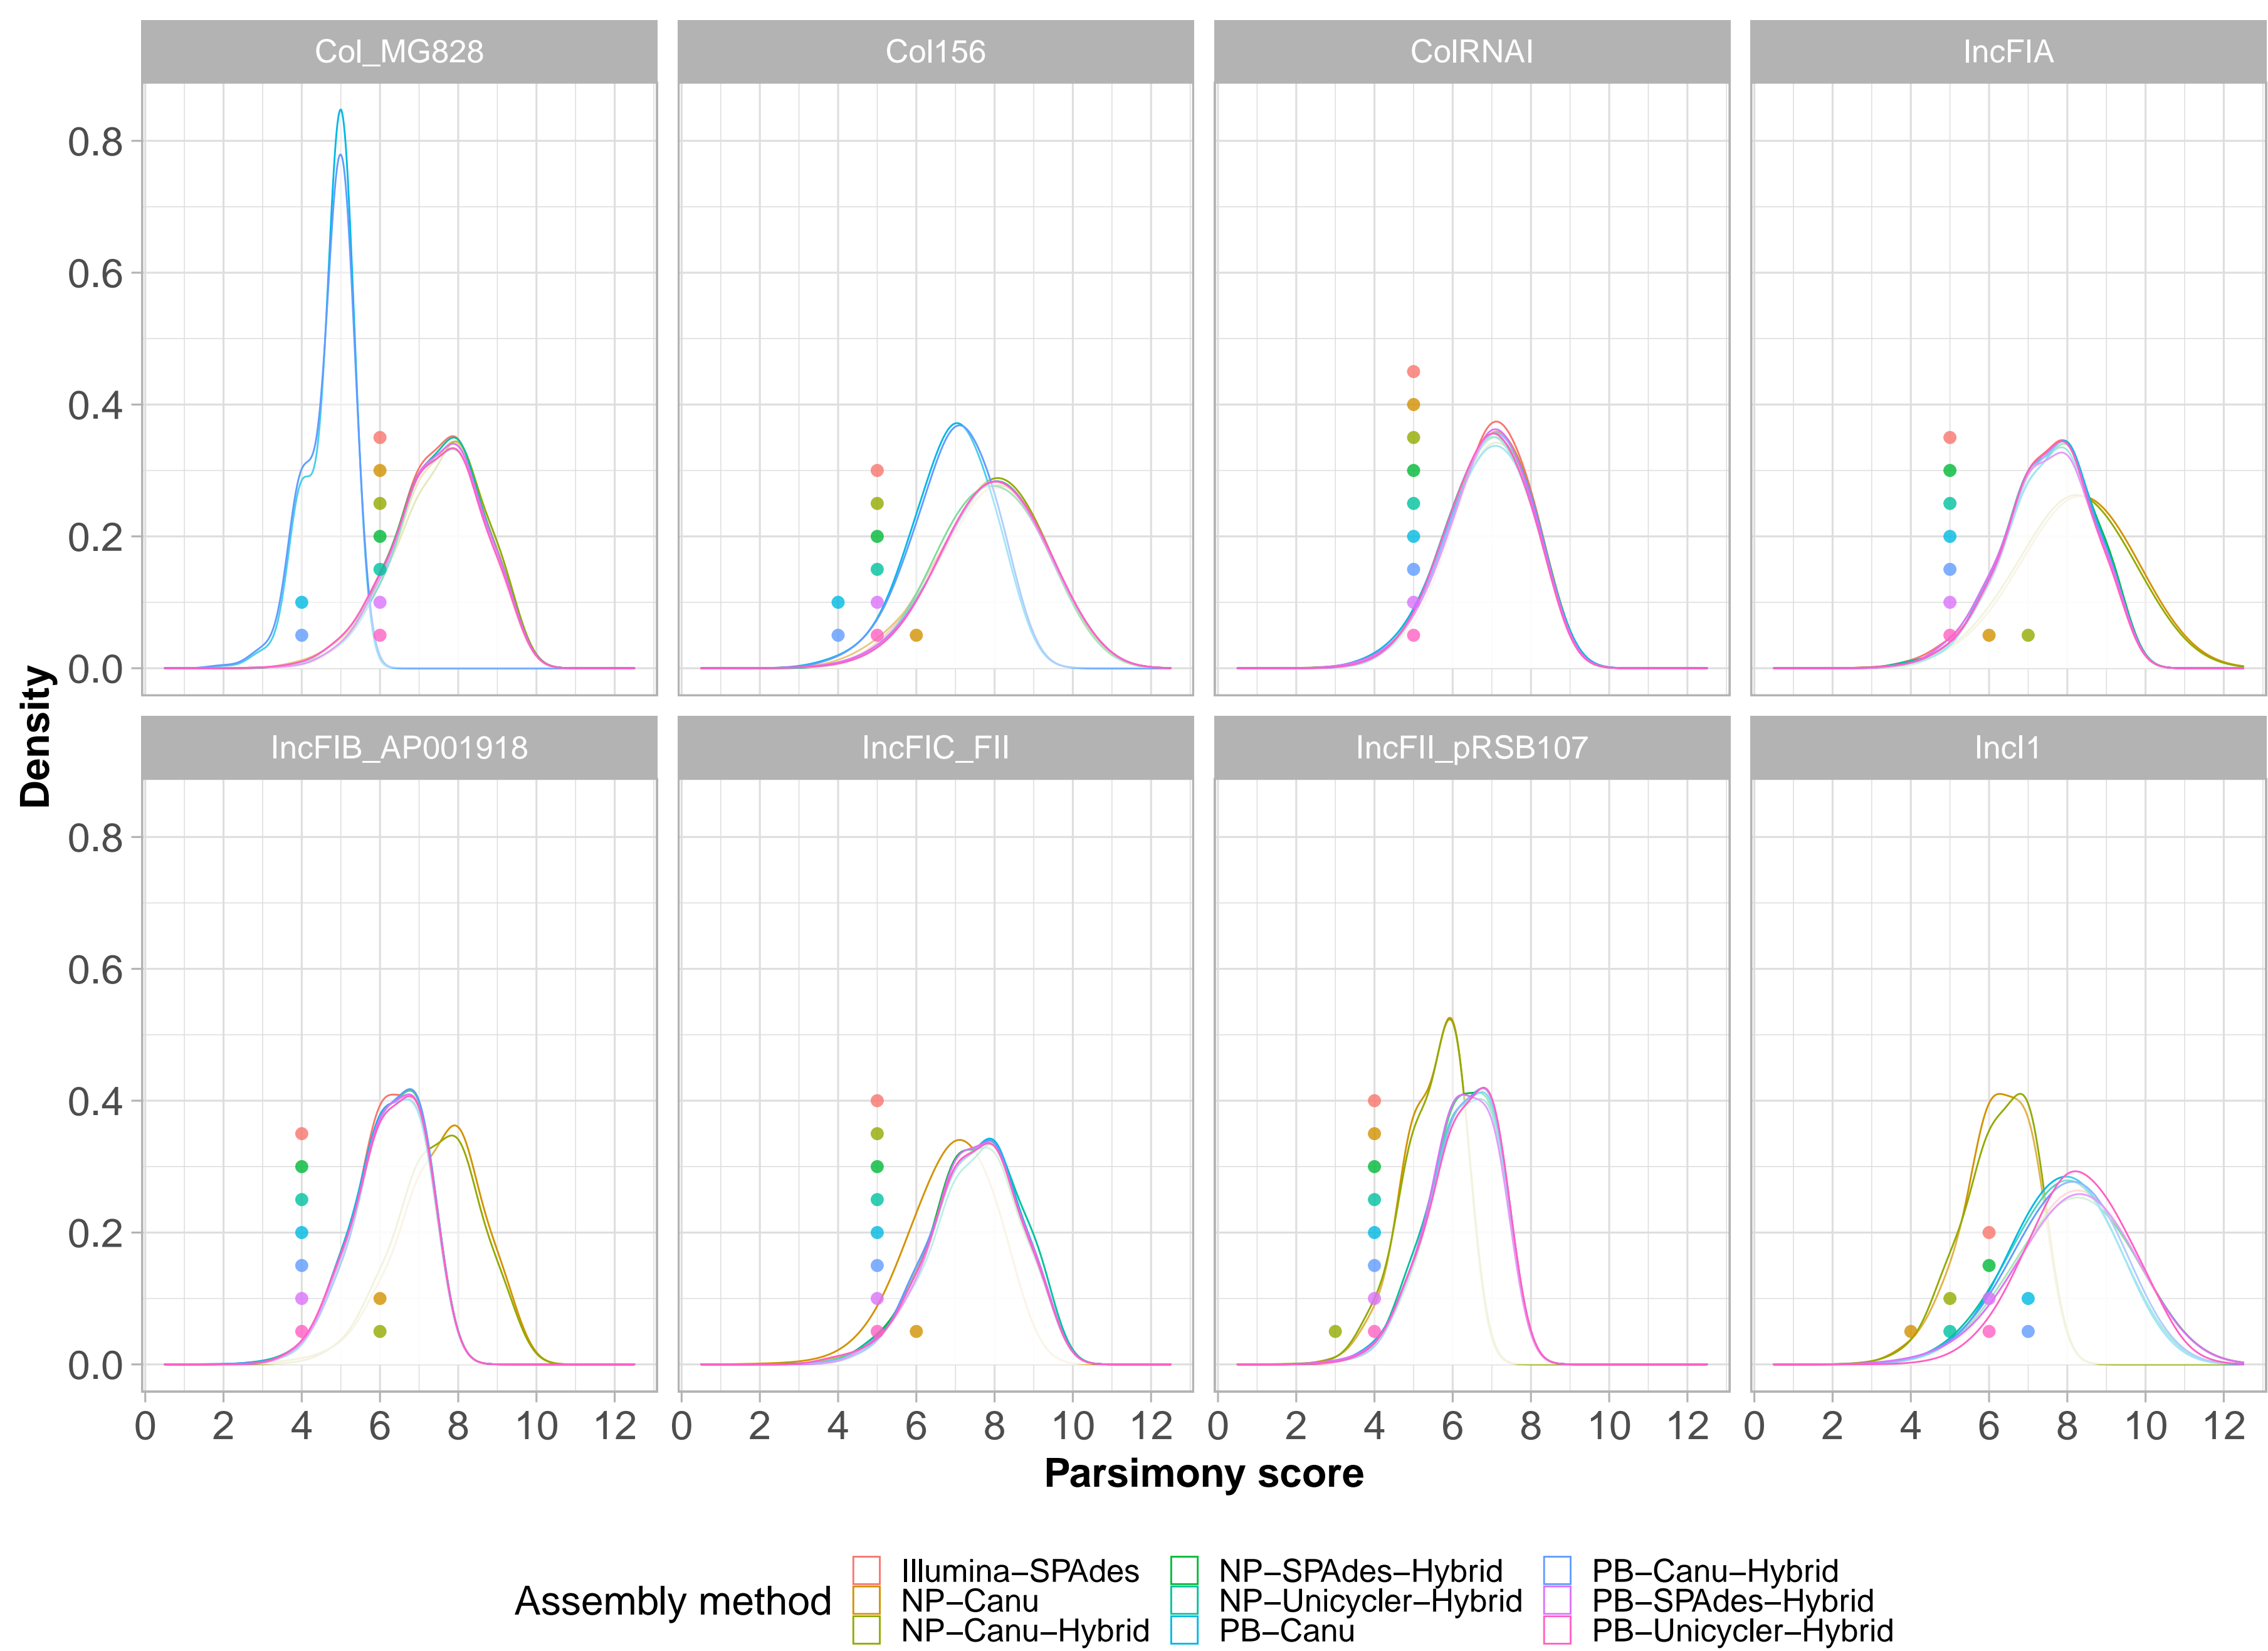 Col_MG828 Col156 ColRNAI IncFIA
0.8
0.6
0.4
0.2
0.0
Density
IncFIB_AP001918 IncFIC_FII IncFII_pRSB107 IncI1
0.8
0.6
0.4
0.2
0.0
0 2 4 6 8 10 12 0 2 4 6 8 10 12 0 2 4 6 8 10 12 0 2 4 6 8 10 12
Parsimony score
Assembly method
Illumina−SPAdes NP−SPAdes−Hybrid PB−Canu−Hybrid
NP−Canu NP−Unicycler−Hybrid PB−SPAdes−Hybrid
NP−Canu−Hybrid PB−Canu PB−Unicycler−Hybrid